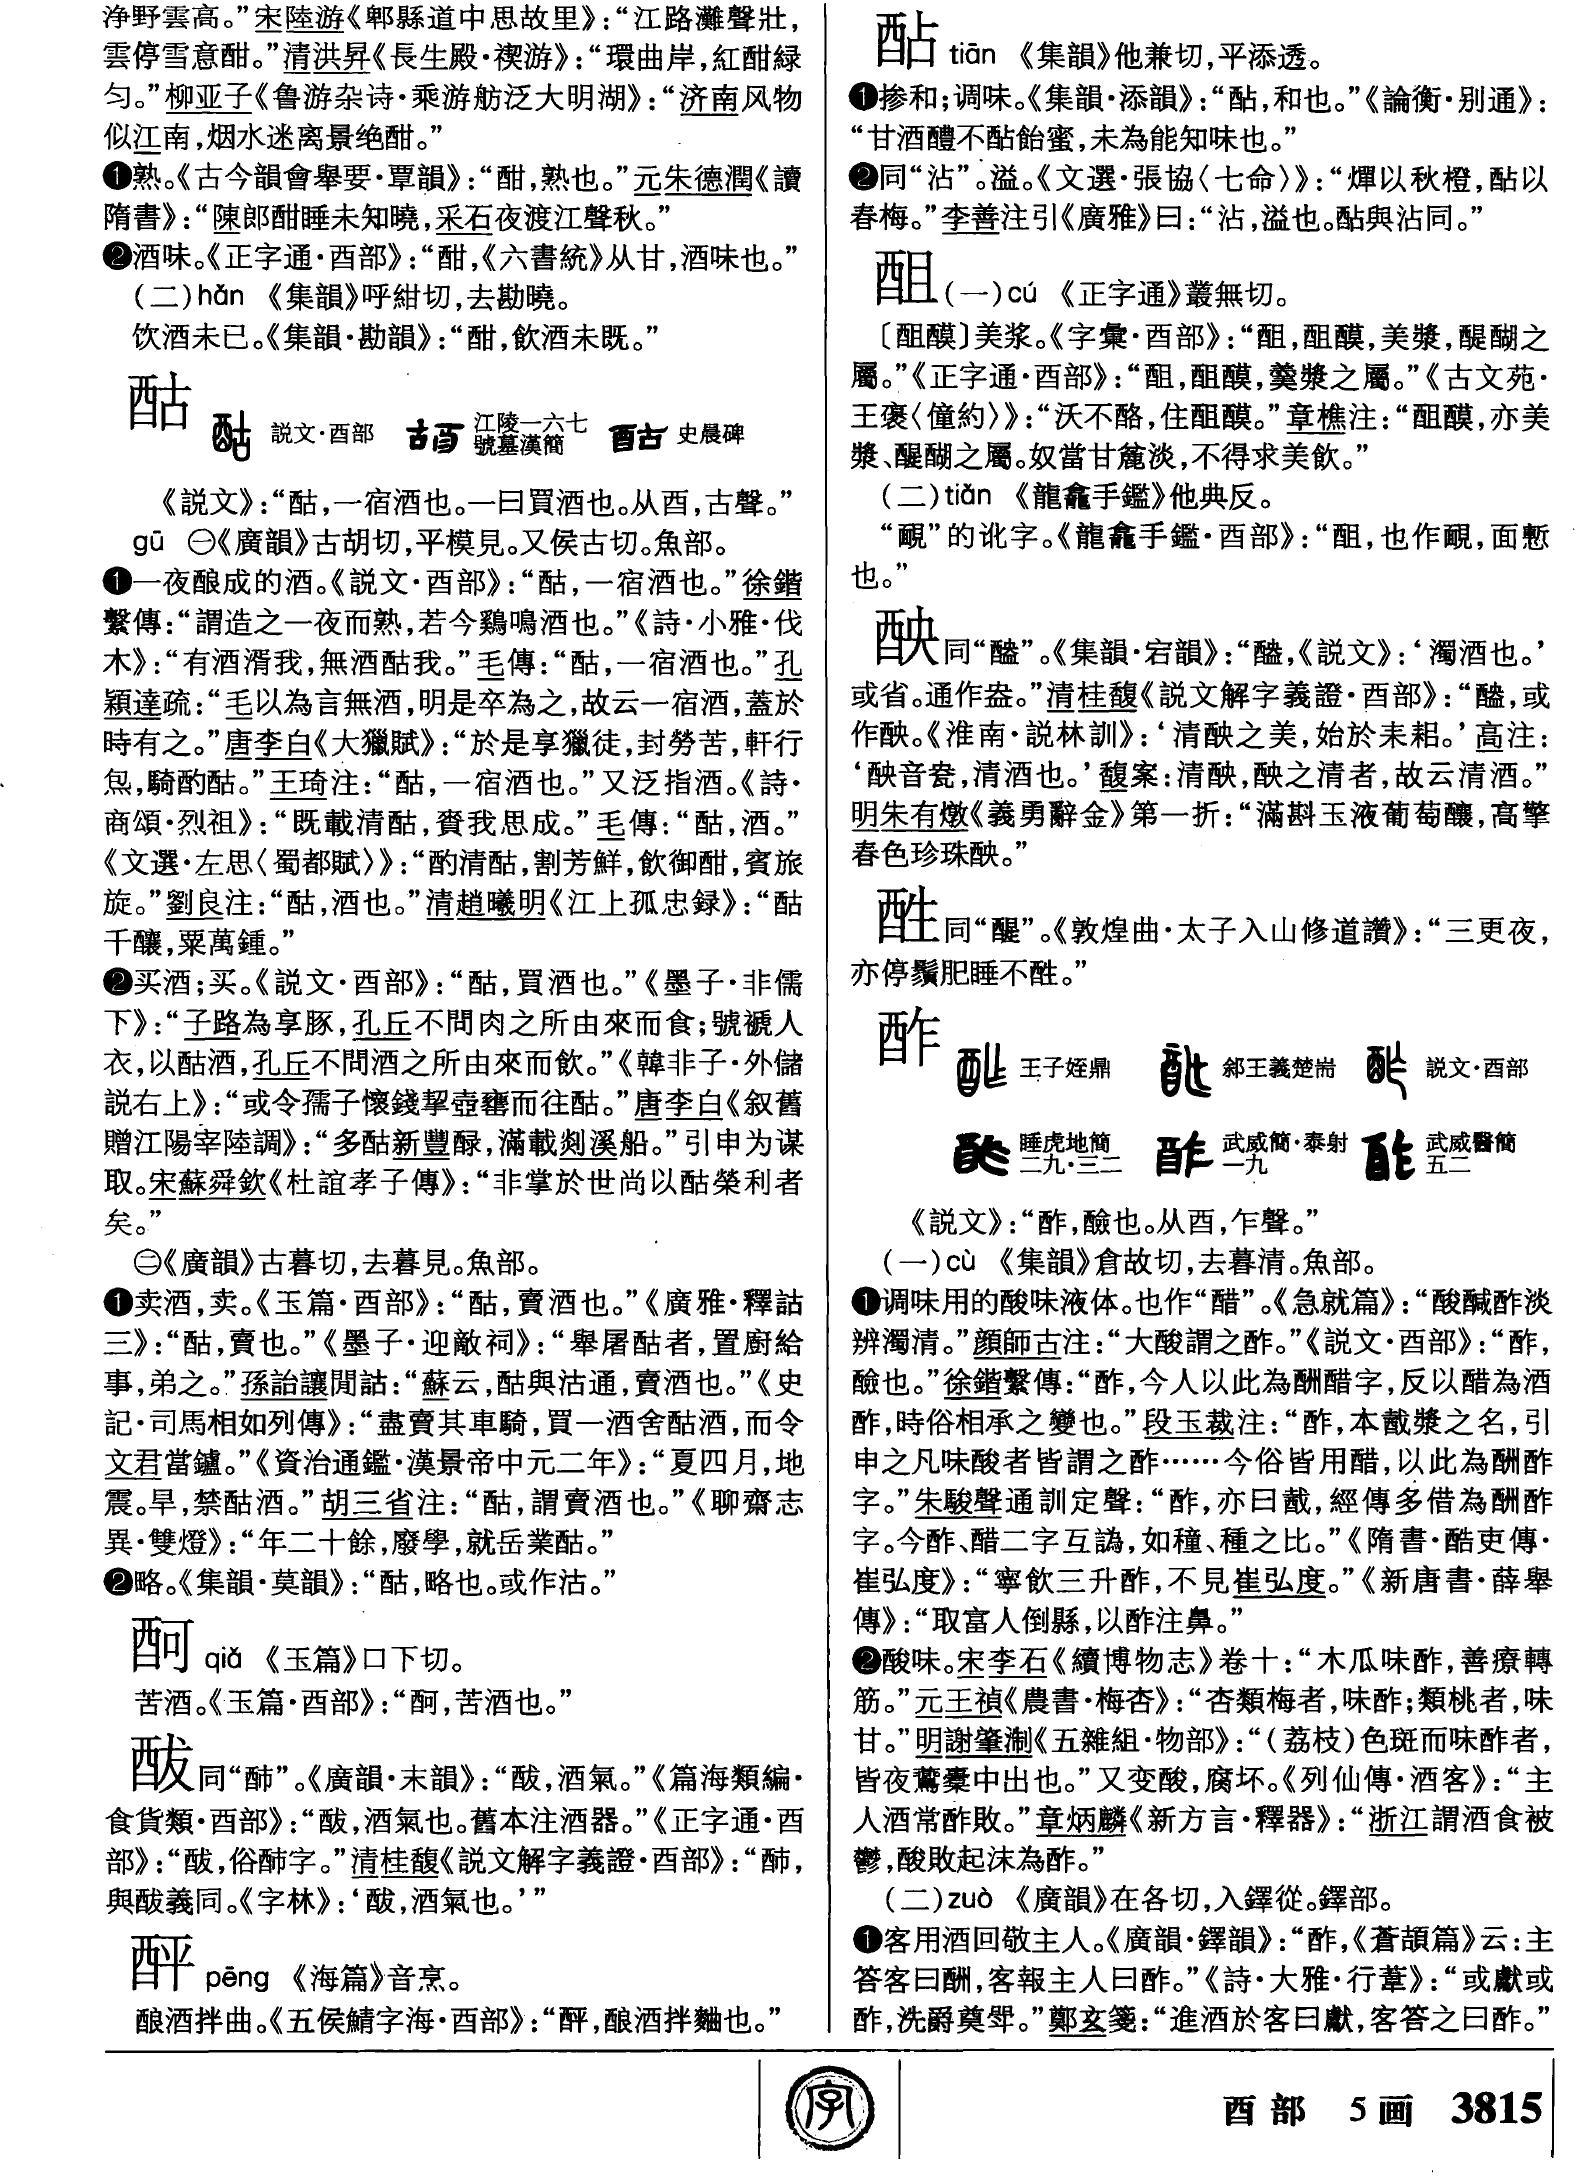 净野雲高。”宋陸游《郫縣道中思故里》：“江路灘聲壯，
雲停雪意酣。”清洪昇《長生殿·禊游》：“環曲岸，紅酣緑
匀。”柳亚子《鲁游杂诗·乘游舫泛大明湖》：“济南风物
似江南，烟水迷离景绝酣。”
❶熟。《古今韻會舉要·覃韻》：“酣，熟也。”元朱德潤《讀
隋書》：“陳郎酣睡未知曉，采石夜渡江聲秋。”
❷酒味。《正字通·酉部》：“酣，《六書統》从甘，酒味也。”
（二）hǎn 《集韻》呼紺切，去勘曉。
饮酒未已。《集韻·勘韻》：“酣，飲酒未既。”
酤 説文·酉部 江陵一六七號墓漢簡 史晨碑
《説文》：“酤，一宿酒也。一曰買酒也。从酉，古聲。”
gū ㊀《廣韻》古胡切，平模見。又侯古切。魚部。
❶一夜酿成的酒。《説文·酉部》：“酤，一宿酒也。”徐鍇
繫傳：“謂造之一夜而熟，若今鷄鳴酒也。”《詩·小雅·伐
木》：“有酒湑我，無酒酤我。”毛傳：“酤，一宿酒也。”孔
穎達疏：“毛以為言無酒，明是卒為之，故云一宿酒，蓋於
時有之。”唐李白《大獵賦》：“於是享獵徒，封勞苦，軒行
炰，騎酌酤。”王琦注：“酤，一宿酒也。”又泛指酒。《詩·
商頌·烈祖》：“既載清酤，賚我思成。”毛傳：“酤，酒。”
《文選·左思〈蜀都賦〉》：“酌清酤，割芳鮮，飲御酣，賓旅
旋。”劉良注：“酤，酒也。”清趙曦明《江上孤忠録》：“酤
千釀，粟萬鍾。”
❷买酒；买。《説文·酉部》：“酤，買酒也。”《墨子·非儒
下》：“子路為享豚，孔丘不問肉之所由來而食；號褫人
衣，以酤酒，孔丘不問酒之所由來而飲。”《韓非子·外儲
説右上》：“或令孺子懷錢挈壺罋而往酤。”唐李白《叙舊
贈江陽宰陸調》：“多酤新豐醁，滿載剡溪船。”引申为谋
取。宋蘇舜欽《杜誼孝子傳》：“非掌於世尚以酤榮利者
矣。”
㊁《廣韻》古暮切，去暮見。魚部。
❶卖酒，卖。《玉篇·酉部》：“酤，賣酒也。”《廣雅·釋詁
三》：“酤，賣也。”《墨子·迎敵祠》：“舉屠酤者，置廚給
事，弟之。”孫詒讓閒詁：“蘇云，酤與沽通，賣酒也。”《史
記·司馬相如列傳》：“盡賣其車騎，買一酒舍酤酒，而令
文君當鑪。”《資治通鑑·漢景帝中元二年》：“夏四月，地
震。旱，禁酤酒。”胡三省注：“酤，謂賣酒也。”《聊齋志
異·雙燈》：“年二十餘，廢學，就岳業酤。”
❷略。《集韻·莫韻》：“酤，略也。或作沽。”
酠 qiǎ 《玉篇》口下切。
苦酒。《玉篇·酉部》：“酠，苦酒也。”
酦 同“䣪”。《廣韻·末韻》：“酦，酒氣。”《篇海類編·
食貨類·酉部》：“酦，酒氣也。舊本注酒器。”《正字通·酉
部》：“酦，俗䣪字。”清桂馥《説文解字義證·酉部》：“䣪，
與酦義同。《字林》：‘酦，酒氣也。’”
pēng 《海篇》音烹。
酿酒拌曲。《五侯鯖字海·酉部》：“，酿酒拌麯也。”
酟 tiān 《集韻》他兼切，平添透。
❶掺和；调味。《集韻·添韻》：“酟，和也。”《論衡·别通》：
“甘酒醴不酟飴蜜，未為能知味也。”
❷同“沾”。溢。《文選·張協〈七命〉》：“燀以秋橙，酟以
春梅。”李善注引《廣雅》曰：“沾，溢也。酟與沾同。”
䣯 （一）cú 《正字通》叢無切。
〔䣯醭〕美浆。《字彙·酉部》：“䣯，䣯醿，美漿，醍醐之
屬。”《正字通·酉部》：“䣯，䣯，羹漿之屬。”《古文苑·
王褒〈僮約〉》：“沃不酪，住䣯。”章樵注：“䣯，亦美
漿、醍醐之屬。奴當甘麄淡，不得求美飲。”
（二）tiǎn 《龍龕手鑑》他典反。
“靦”的讹字。《龍龕手鑑·酉部》：“䣯，也作靦，面慙
也。”
䣐 同“醠”。《集韻·宕韻》：“醠，《説文》：‘濁酒也。’
或省。通作盎。”清桂馥《説文解字義證·酉部》：“醠，或
作䣐。《淮南·説林訓》：‘清䣐之美，始於耒耜。’高注：
‘䣐音瓫，清酒也。’馥案：清䣐，䣐之清者，故云清酒。”
明朱有燉《義勇辭金》第一折：“滿斟玉液葡萄釀，高擎
春色珍珠䣐。”
酲 同“醒”。《敦煌曲·太子入山修道讚》：“三更夜，
亦停鬚肥睡不。”
酢 王子姪鼎 䣄王義楚耑 説文·酉部
睡虎地簡二九·三二 武威簡·泰射一九 武威醫簡五二
《説文》：“酢，醶也。从酉，乍聲。”
（一）cù 《集韻》倉故切，去暮清。魚部。
❶调味用的酸味液体。也作“醋”。《急就篇》：“酸鹹酢淡
辨濁清。”顔師古注：“大酸謂之酢。”《説文·酉部》：“酢，
醶也。”徐鍇繫傳：“酢，今人以此為酬醋字，反以醋為酒
酢，時俗相承之變也。”段玉裁注：“酢，本酨漿之名，引
申之凡味酸者皆謂之酢……今俗皆用醋，以此為酬酢
字。”朱駿聲通訓定聲：“酢，亦曰酨，經傳多借為酬酢
字。今酢、醋二字互譌，如穜、種之比。”《隋書·酷吏傳·
崔弘度》：“寧飲三升酢，不見崔弘度。”《新唐書·薛舉
傳》：“取富人倒縣，以酢注鼻。”
❷酸味。宋李石《續博物志》卷十：“木瓜味酢，善療轉
筋。”元王禎《農書·梅杏》：“杏類梅者，味酢；類桃者，味
甘。”明謝肇淛《五雜組·物部》：“（荔枝）色斑而味酢者，
皆夜鶯橐中出也。”又变酸，腐坏。《列仙傳·酒客》：“主
人酒常酢敗。”章炳麟《新方言·釋器》：“浙江謂酒食被
鬱，酸敗起沫為酢。”
（二）zuò 《廣韻》在各切，入鐸從。鐸部。
❶客用酒回敬主人。《廣韻·鐸韻》：“酢，《蒼頡篇》云：主
答客曰酬，客報主人曰酢。”《詩·大雅·行葦》：“或獻或
酢，洗爵奠斝。”鄭玄箋：“進酒於客曰獻，客答之曰酢。”
字
酉部 5画 3815